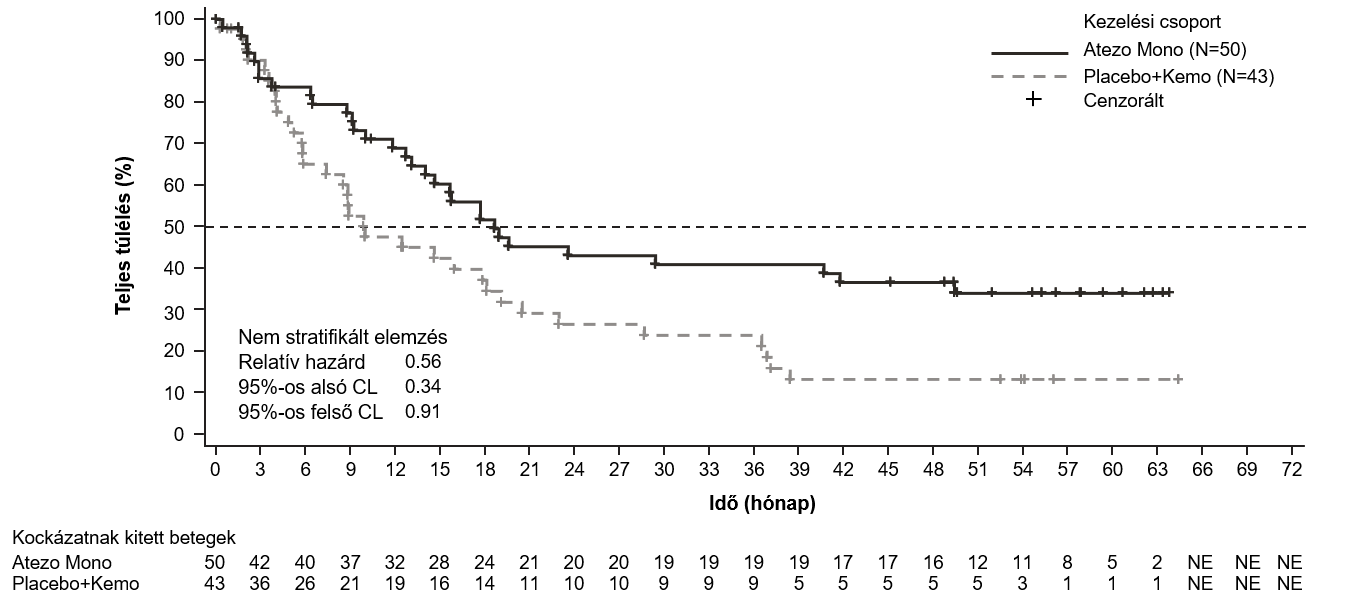 Kezelési csoport
Atezo Mono (N=50)
Placebo+Kemo (N=43)
Cenzorált
Teljes túlélés (%)
100
90
80
70
60
50
40
30
20
10
0
Nem stratifikált elemzés
Relatív hazárd 0.56
95%-os alsó CL 0.34
95%-os felső CL 0.91
0 3 6 9 12 15 18 21 24 27 30 33 36 39 42 45 48 51 54 57 60 63 66 69 72
Idő (hónap)
Kockázatnak kitett betegek
Atezo Mono 50 42 40 37 32 28 24 21 20 20 19 19 19 19 17 17 16 12 11 8 5 2 NE NE NE
Placebo+Kemo 43 36 26 21 19 16 14 11 10 10 9 9 9 5 5 5 5 5 3 1 1 1 NE NE NE